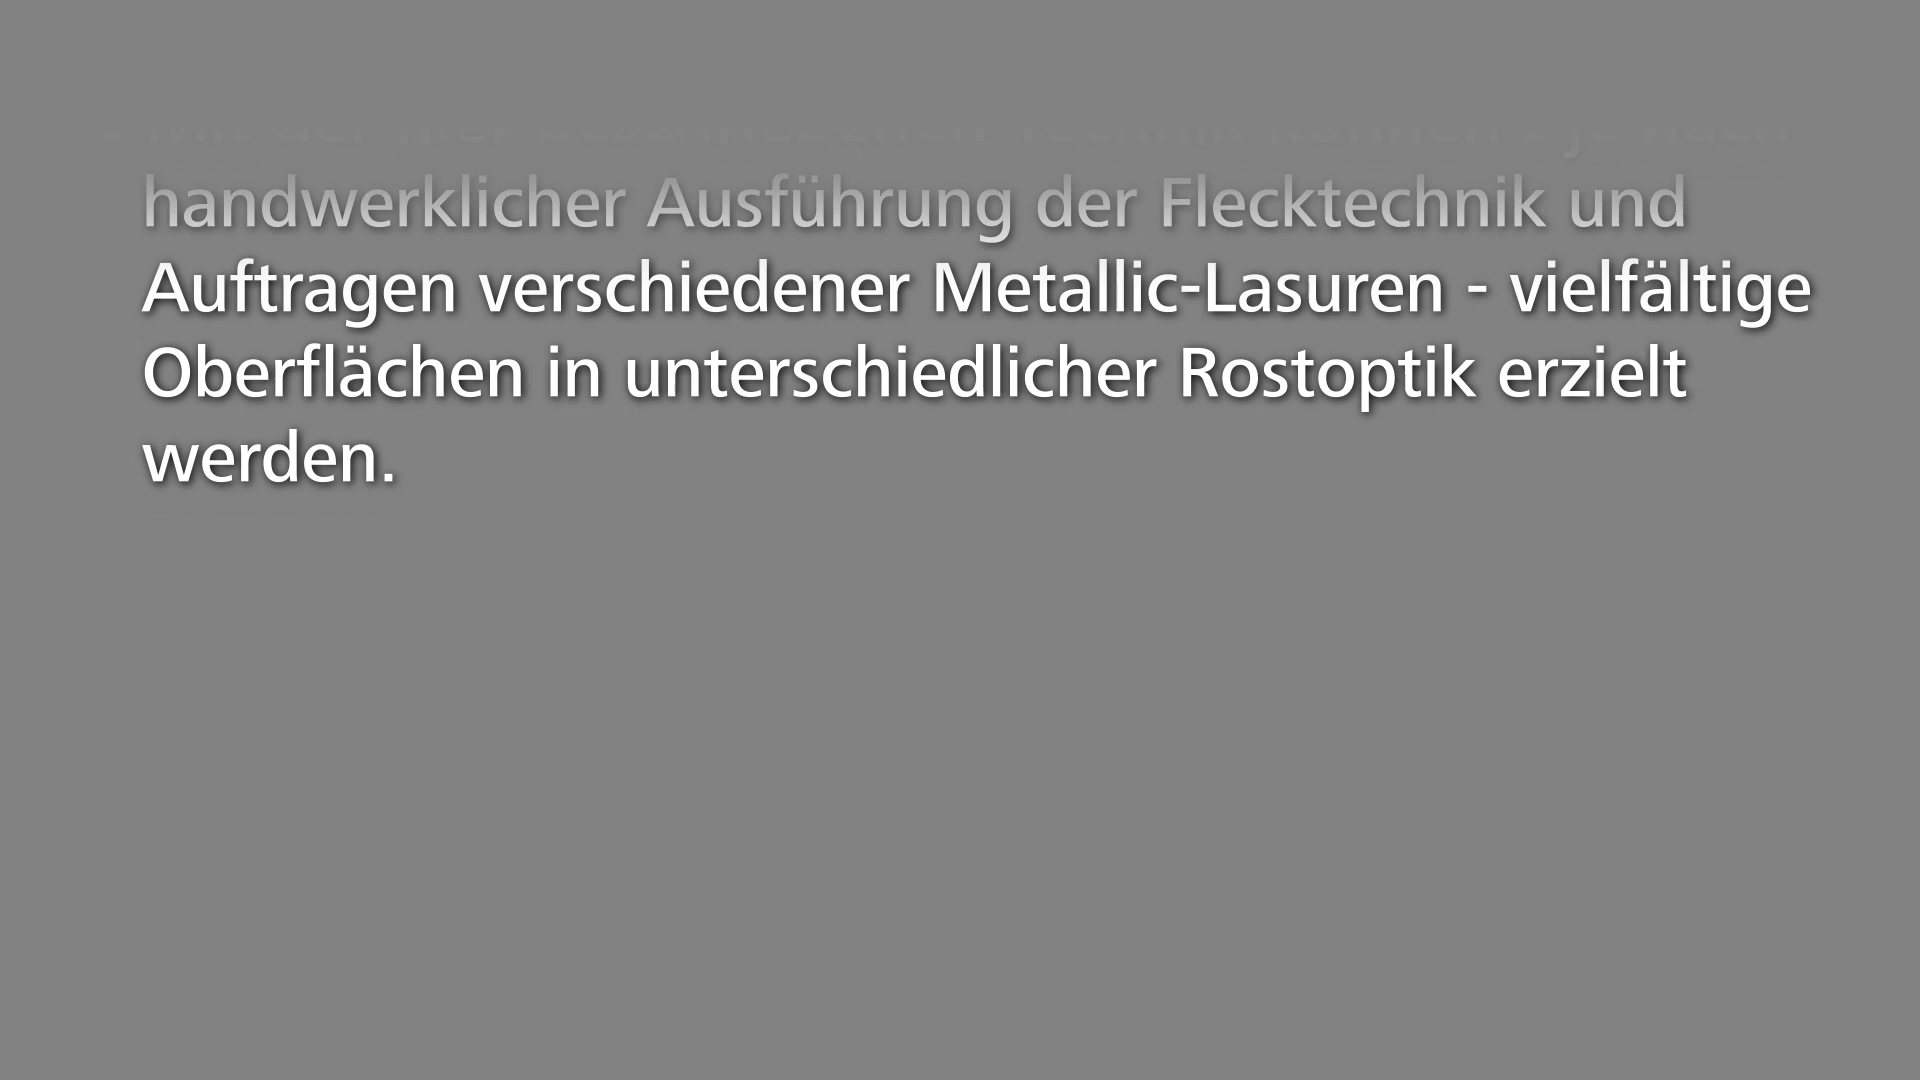 handwerklicher Ausführung der Flecktechnik und
Auftragen verschiedener Metallic-Lasuren - vielfältige
Oberflächen in unterschiedlicher Rostoptik erzielt
werden.